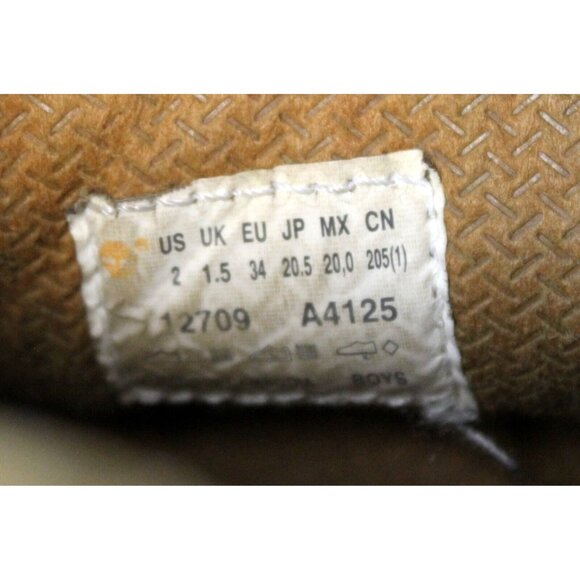 US UK EU JP MX CN
2 1.5 34 20.5 20,0 205(1)
12709 A4125
BOYS